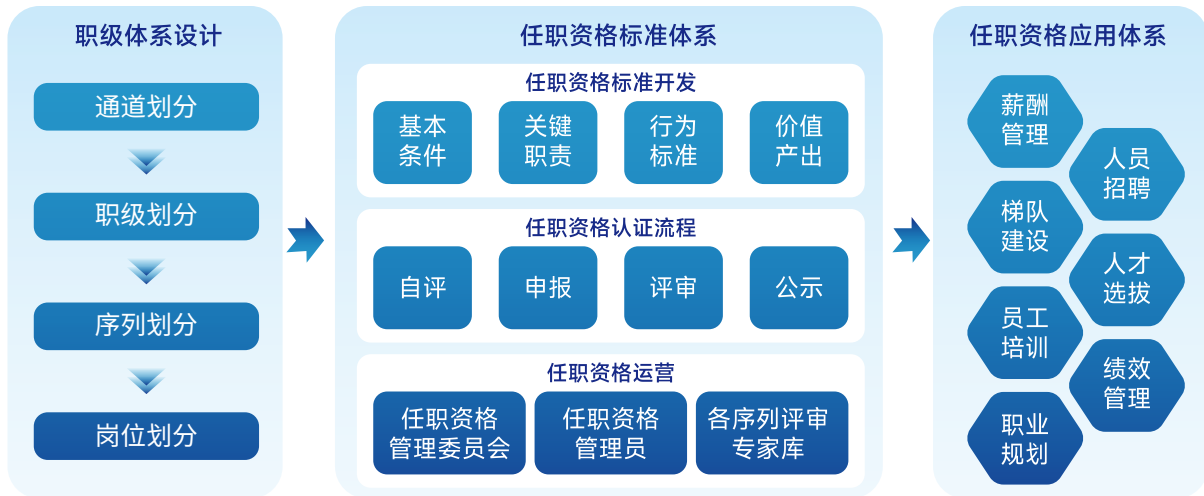 职级体系设计
通道划分
职级划分
序列划分
岗位划分
任职资格标准体系
任职资格标准开发
基本
条件
关键
职责
行为
标准
价值
产出
任职资格认证流程
自评
申报
评审
公示
任职资格运营
任职资格
管理委员会
任职资格
管理员
各序列评审
专家库
任职资格应用体系
薪酬
管理
人员
招聘
梯队
建设
人才
选拔
员工
培训
绩效
管理
职业
规划